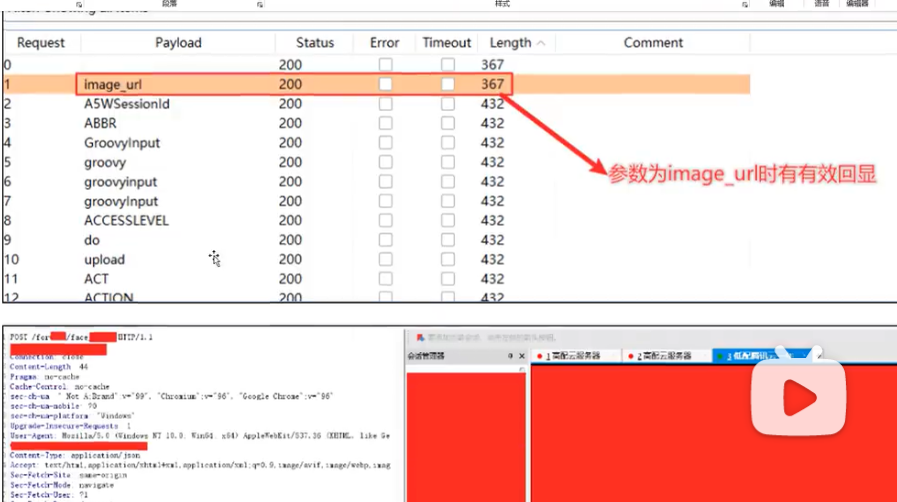 段落
样式
编辑
语音
编辑器
Request Payload Status Error Timeout Length Comment
0 200 367
1 image_url 200 367
2 A5WSessionId 200 432
3 ABBR 200 432
4 GroovyInput 200 432
5 groovy 200 432
6 groovyinput 200 432
7 groovyInput 200 432
8 ACCESSLEVEL 200 432
9 do 200 432
10 upload 200 432
11 ACT 200 432
12 ACTION 200 432
参数为image_url时有有效回显
POST /for /face HTTP/1.1
Connection: close
Content-Length: 44
Pragma: no-cache
Cache-Control: no-cache
sec-ch-ua: " Not A;Brand";v="99", "Chromium";v="96", "Google Chrome";v="96"
sec-ch-ua-mobile: ?0
sec-ch-ua-platform: "Windows"
Upgrade-Insecure-Requests: 1
User-Agent: Mozilla/5.0 (Windows NT 10.0; Win64; x64) AppleWebKit/537.36 (KHTML, like Ge
Content-Type: application/json
Accept: text/html,application/xhtml+xml,application/xml;q=0.9,image/avif,image/webp,imag
Sec-Fetch-Site: same-origin
Sec-Fetch-Mode: navigate
Sec-Fetch-User: ?1
会话管理器
1 高配云服务器
2 高配云服务器
3 低配腾讯